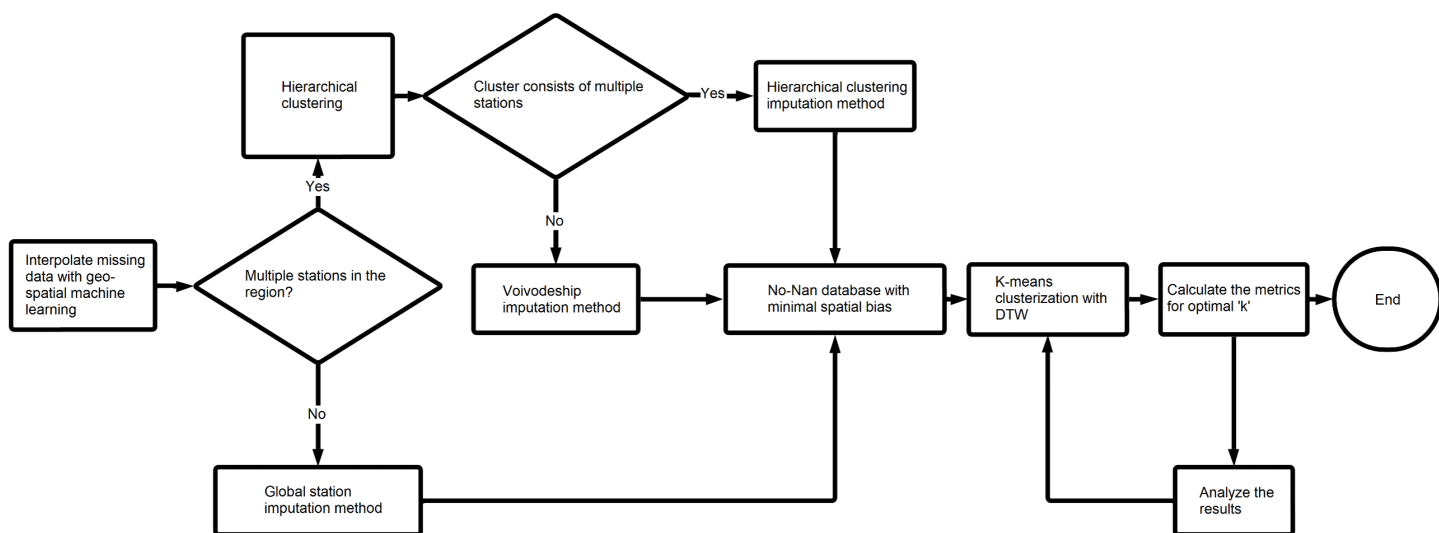 Hierarchical
clustering
Cluster consists of multiple
stations
Yes
Hierarchical clustering
imputation method
Yes
No
Interpolate missing
data with geo-
spatial machine
learning
Multiple stations in the
region?
Voivodeship
imputation method
No-Nan database with
minimal spatial bias
K-means
clusterization with
DTW
Calculate the metrics
for optimal 'k'
End
No
Global station
imputation method
Analyze the
results